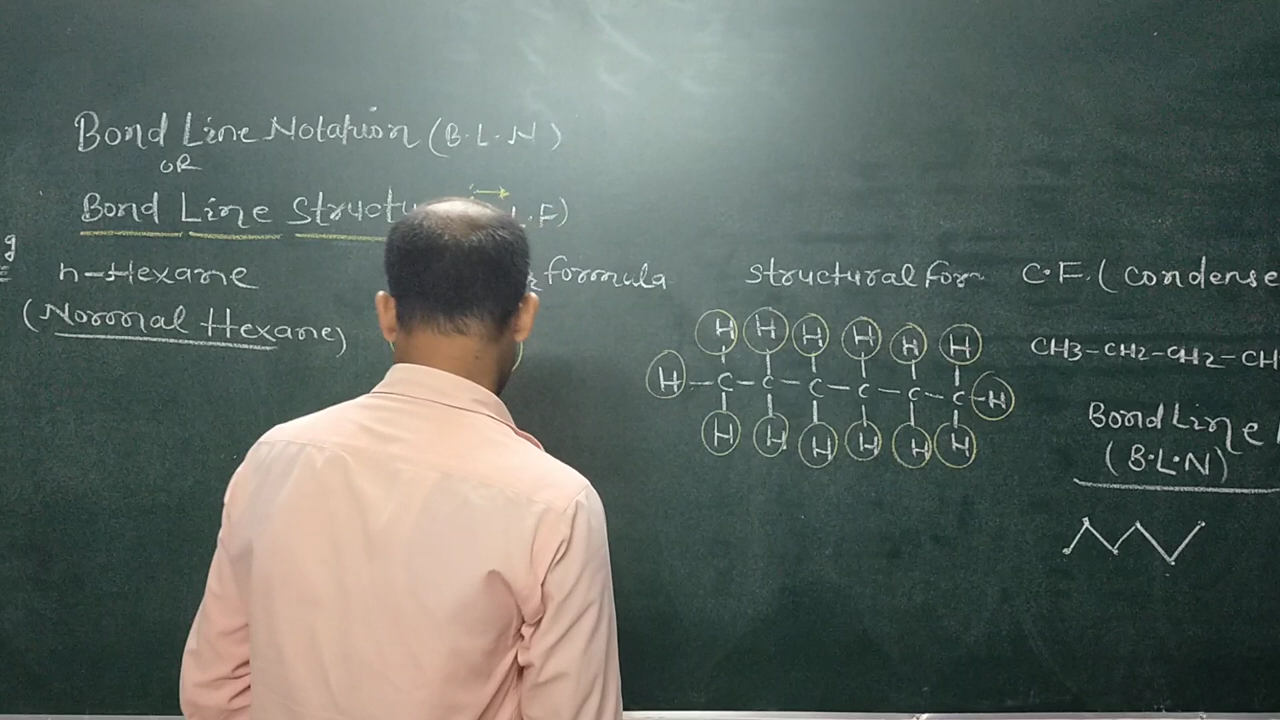 Bond Line Notation (B.L.N)
OR
Bond Line Structu L.F)
g
n-Hexane
(Normal Hexane)
formula
Structural For
H H H H H H
H-C-C-C-C-C-C-H
H H H H H H
C.F. (Condense
CH3-CH2-CH2-CH
Bond Line
(B.L.N)